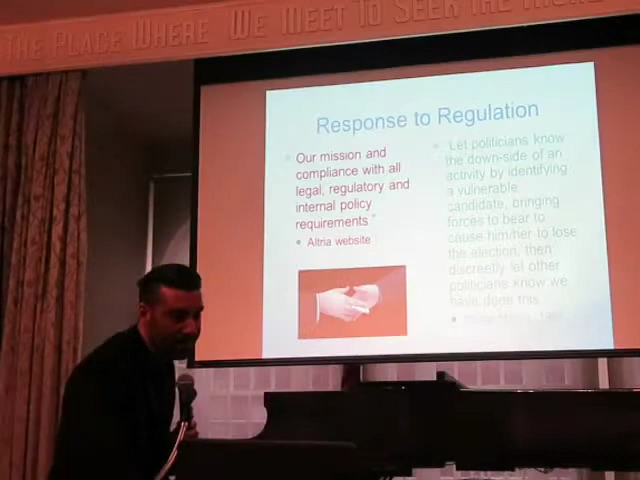 THE PLACE WHERE WE MEET TO SEEK THE
Response to Regulation
Our mission and
compliance with all
legal, regulatory and
internal policy
requirements"
• Altria website
• "Let politicians know
the down-side of an
activity by identifying
a vulnerable
candidate, bringing
forces to bear to
cause him/her to lose
the election, then
discreetly let other
politicians know we
have done this